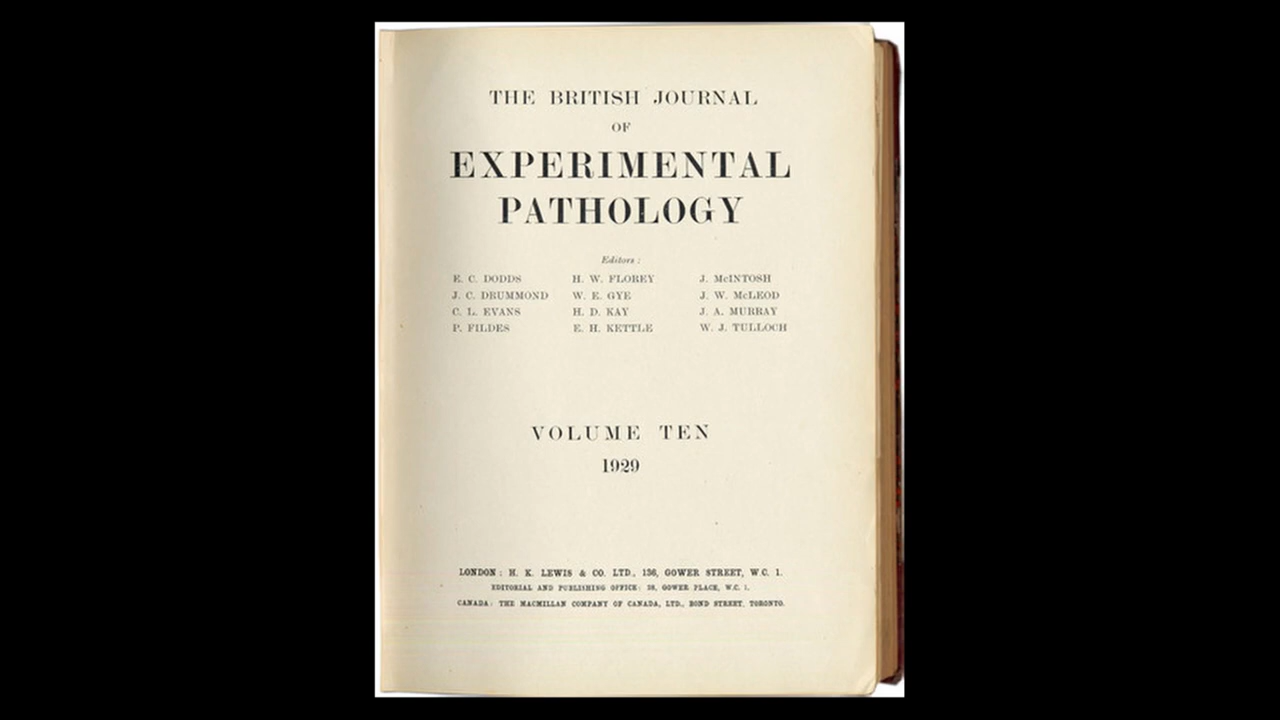 THE BRITISH JOURNAL
OF
EXPERIMENTAL
PATHOLOGY
Editors :
E. C. DODDS H. W. FLOREY J. McINTOSH
J. C. DRUMMOND W. E. GYE J. W. McLEOD
C. L. EVANS H. D. KAY J. A. MURRAY
P. FILDES E. H. KETTLE W. J. TULLOCH
VOLUME TEN
1929
LONDON : H. K. LEWIS & CO. LTD., 136, GOWER STREET, W.C. 1.
EDITORIAL AND PUBLISHING OFFICE: 28, GOWER PLACE, W.C. 1.
CANADA: THE MACMILLAN COMPANY OF CANADA, LTD., BOND STREET, TORONTO.